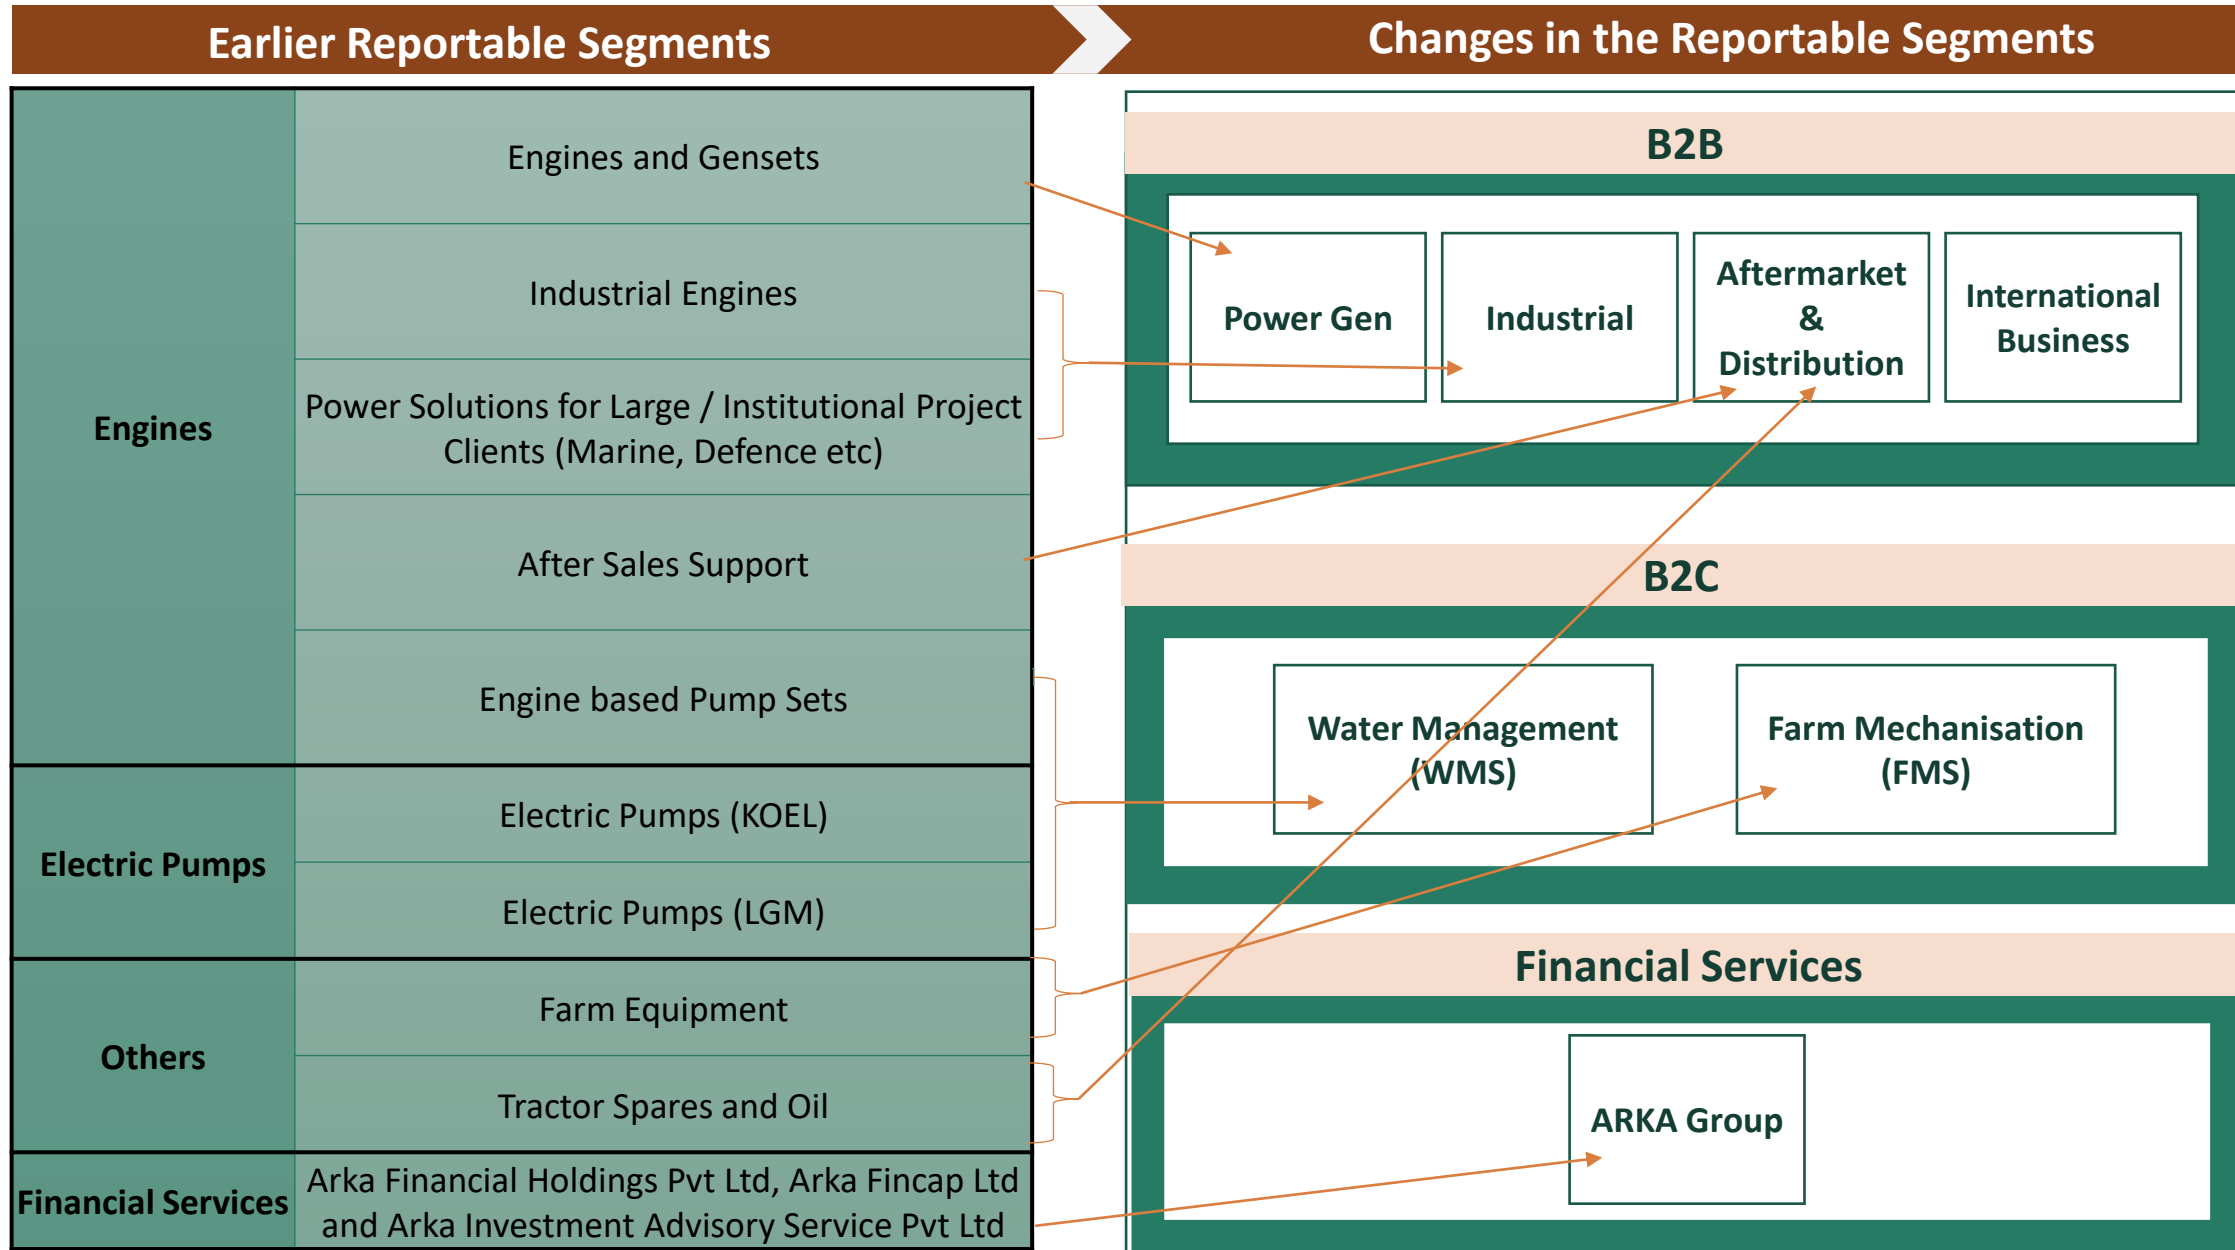 Earlier Reportable Segments
Changes in the Reportable Segments
Engines
Engines and Gensets
Industrial Engines
Power Solutions for Large / Institutional Project
Clients (Marine, Defence etc)
After Sales Support
Engine based Pump Sets
Electric Pumps
Electric Pumps (KOEL)
Electric Pumps (LGM)
Others
Farm Equipment
Tractor Spares and Oil
Financial Services
Arka Financial Holdings Pvt Ltd, Arka Fincap Ltd
and Arka Investment Advisory Service Pvt Ltd
B2B
Power Gen
Industrial
Aftermarket
&
Distribution
International
Business
B2C
Water Management
(WMS)
Farm Mechanisation
(FMS)
Financial Services
ARKA Group